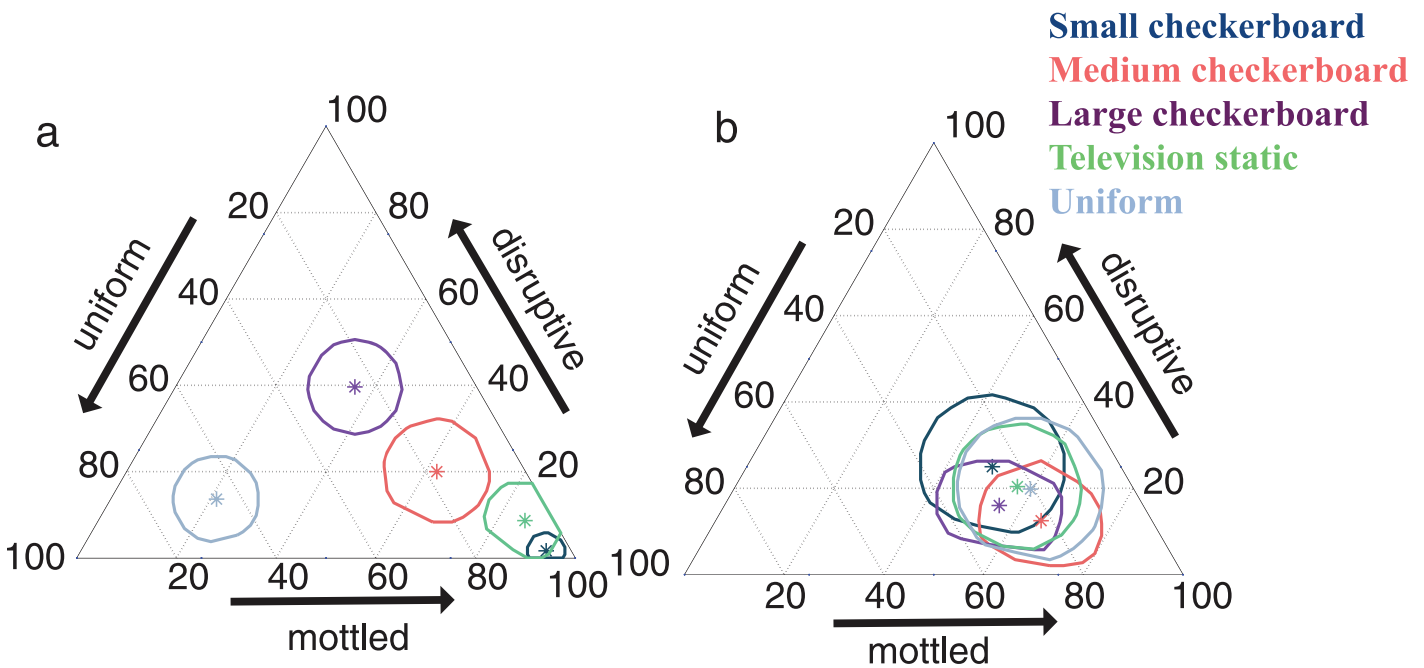 Small checkerboard
Medium checkerboard
Large checkerboard
Television static
Uniform
a
100
20 80
40 60
60 40
80 20
100
20 40 60 80 100
uniform
disruptive
mottled
b
100
20 80
40 60
60 40
80 20
100
20 40 60 80 100
uniform
disruptive
mottled